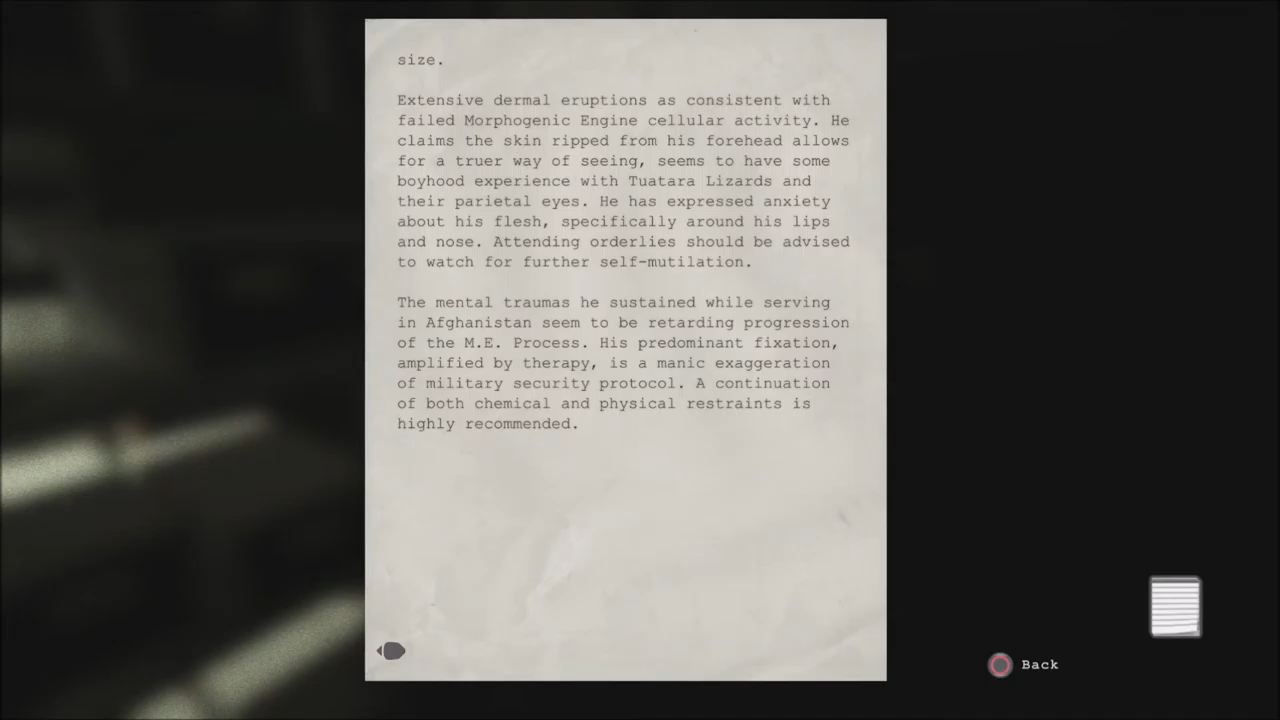 size.
Extensive dermal eruptions as consistent with
failed Morphogenic Engine cellular activity. He
claims the skin ripped from his forehead allows
for a truer way of seeing, seems to have some
boyhood experience with Tuatara Lizards and
their parietal eyes. He has expressed anxiety
about his flesh, specifically around his lips
and nose. Attending orderlies should be advised
to watch for further self-mutilation.
The mental traumas he sustained while serving
in Afghanistan seem to be retarding progression
of the M.E. Process. His predominant fixation,
amplified by therapy, is a manic exaggeration
of military security protocol. A continuation
of both chemical and physical restraints is
highly recommended.
Back